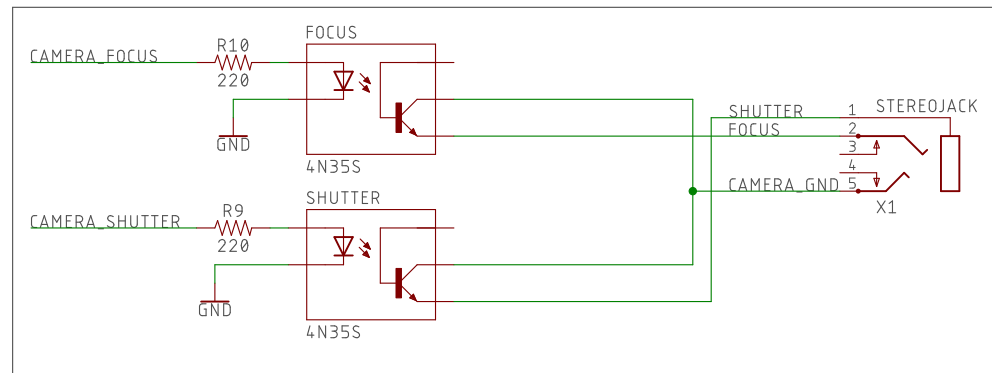 FOCUS
CAMERA_FOCUS
R10
220
GND
4N35S
SHUTTER
CAMERA_SHUTTER
R9
220
GND
4N35S
SHUTTER
FOCUS
CAMERA_GND
1
2
3
4
5
STEREOJACK
X1